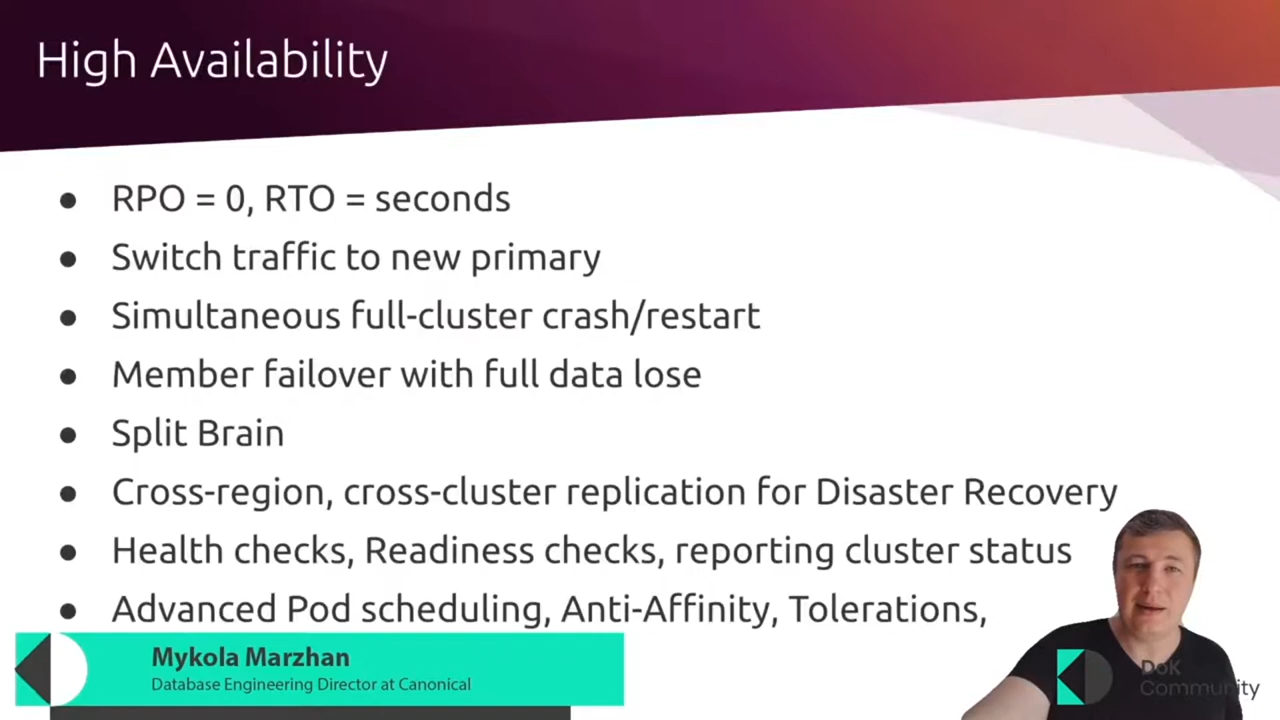 High Availability
● RPO = 0, RTO = seconds
● Switch traffic to new primary
● Simultaneous full-cluster crash/restart
● Member failover with full data lose
● Split Brain
● Cross-region, cross-cluster replication for Disaster Recovery
● Health checks, Readiness checks, reporting cluster status
● Advanced Pod scheduling, Anti-Affinity, Tolerations,
Mykola Marzhan
Database Engineering Director at Canonical
DoK
Community